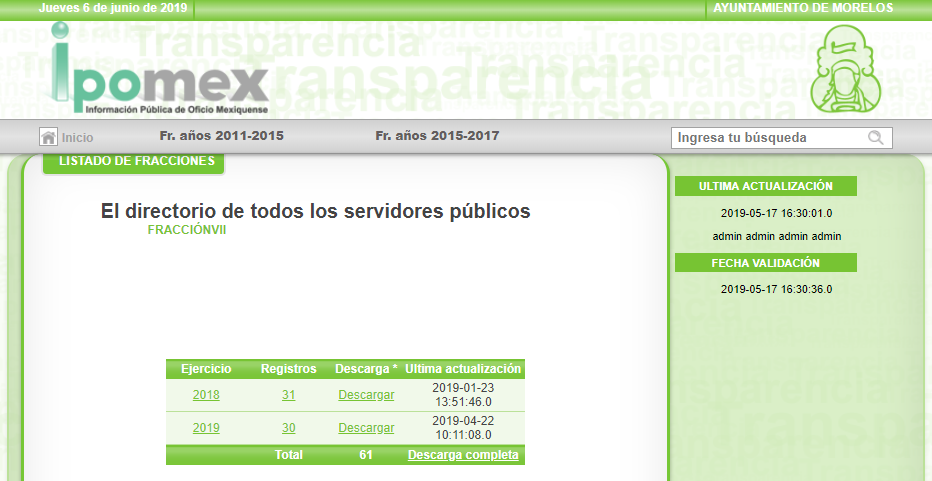 Jueves 6 de junio de 2019
AYUNTAMIENTO DE MORELOS
Transparencia
ipomex
Información Pública de Oficio Mexiquense
Inicio
Fr. años 2011-2015
Fr. años 2015-2017
Ingresa tu búsqueda
LISTADO DE FRACCIONES
El directorio de todos los servidores públicos
FRACCIÓNVII
ULTIMA ACTUALIZACIÓN
2019-05-17 16:30:01.0
admin admin admin admin
FECHA VALIDACIÓN
2019-05-17 16:30:36.0
Ejercicio Registros Descarga * Ultima actualización
2018 31 Descargar 2019-01-23
13:51:46.0
2019 30 Descargar 2019-04-22
10:11:08.0
Total 61 Descarga completa